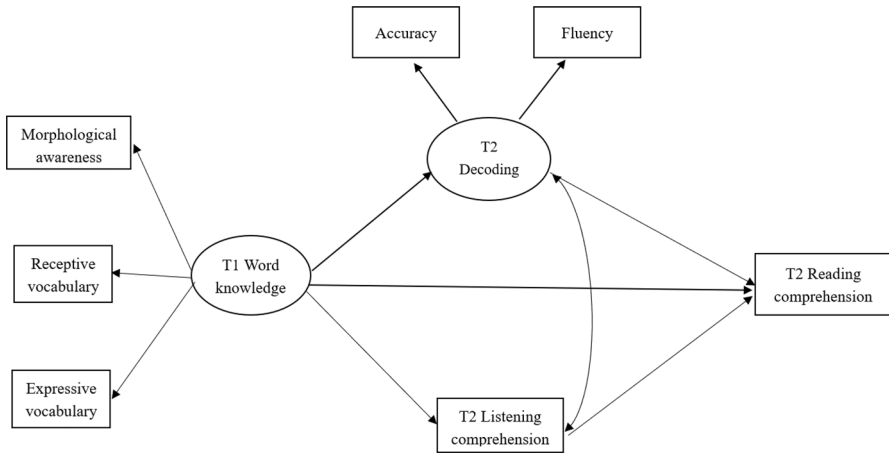 Accuracy
Fluency
Morphological
awareness
T2
Decoding
Receptive
vocabulary
T1 Word
knowledge
T2 Reading
comprehension
Expressive
vocabulary
T2 Listening
comprehension